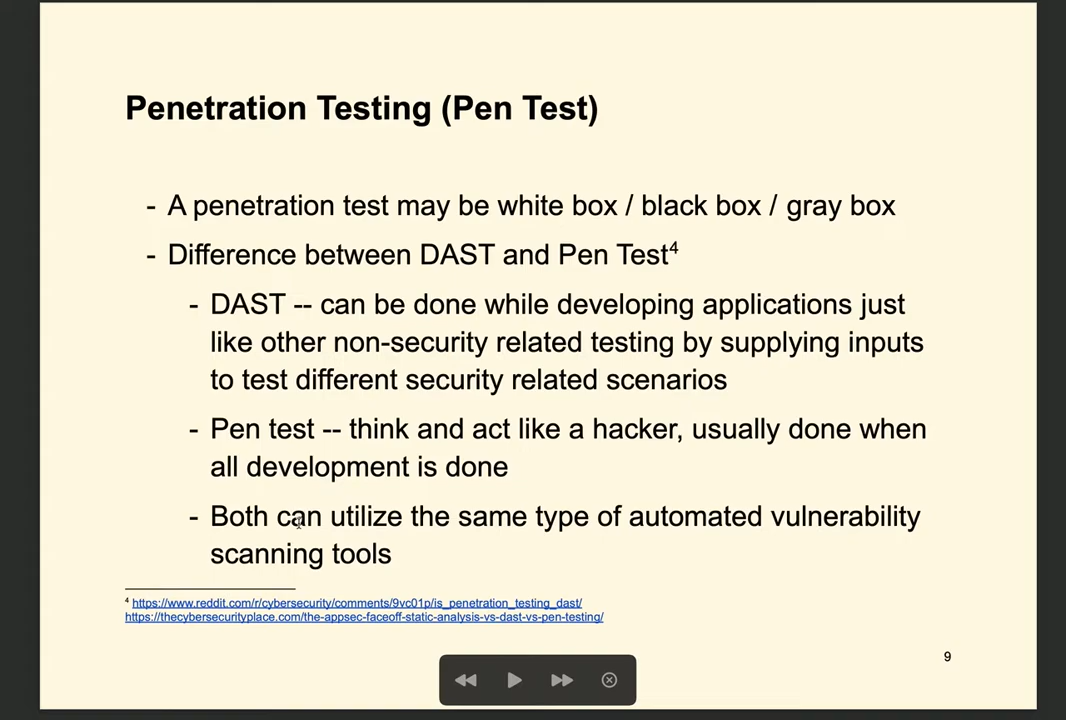 Penetration Testing (Pen Test)
- A penetration test may be white box / black box / gray box
- Difference between DAST and Pen Test⁴
- DAST -- can be done while developing applications just
like other non-security related testing by supplying inputs
to test different security related scenarios
- Pen test -- think and act like a hacker, usually done when
all development is done
- Both can utilize the same type of automated vulnerability
scanning tools
⁴ https://www.reddit.com/r/cybersecurity/comments/9vc01p/is_penetration_testing_dast/
https://thecybersecurityplace.com/the-appsec-faceoff-static-analysis-vs-dast-vs-pen-testing/
9